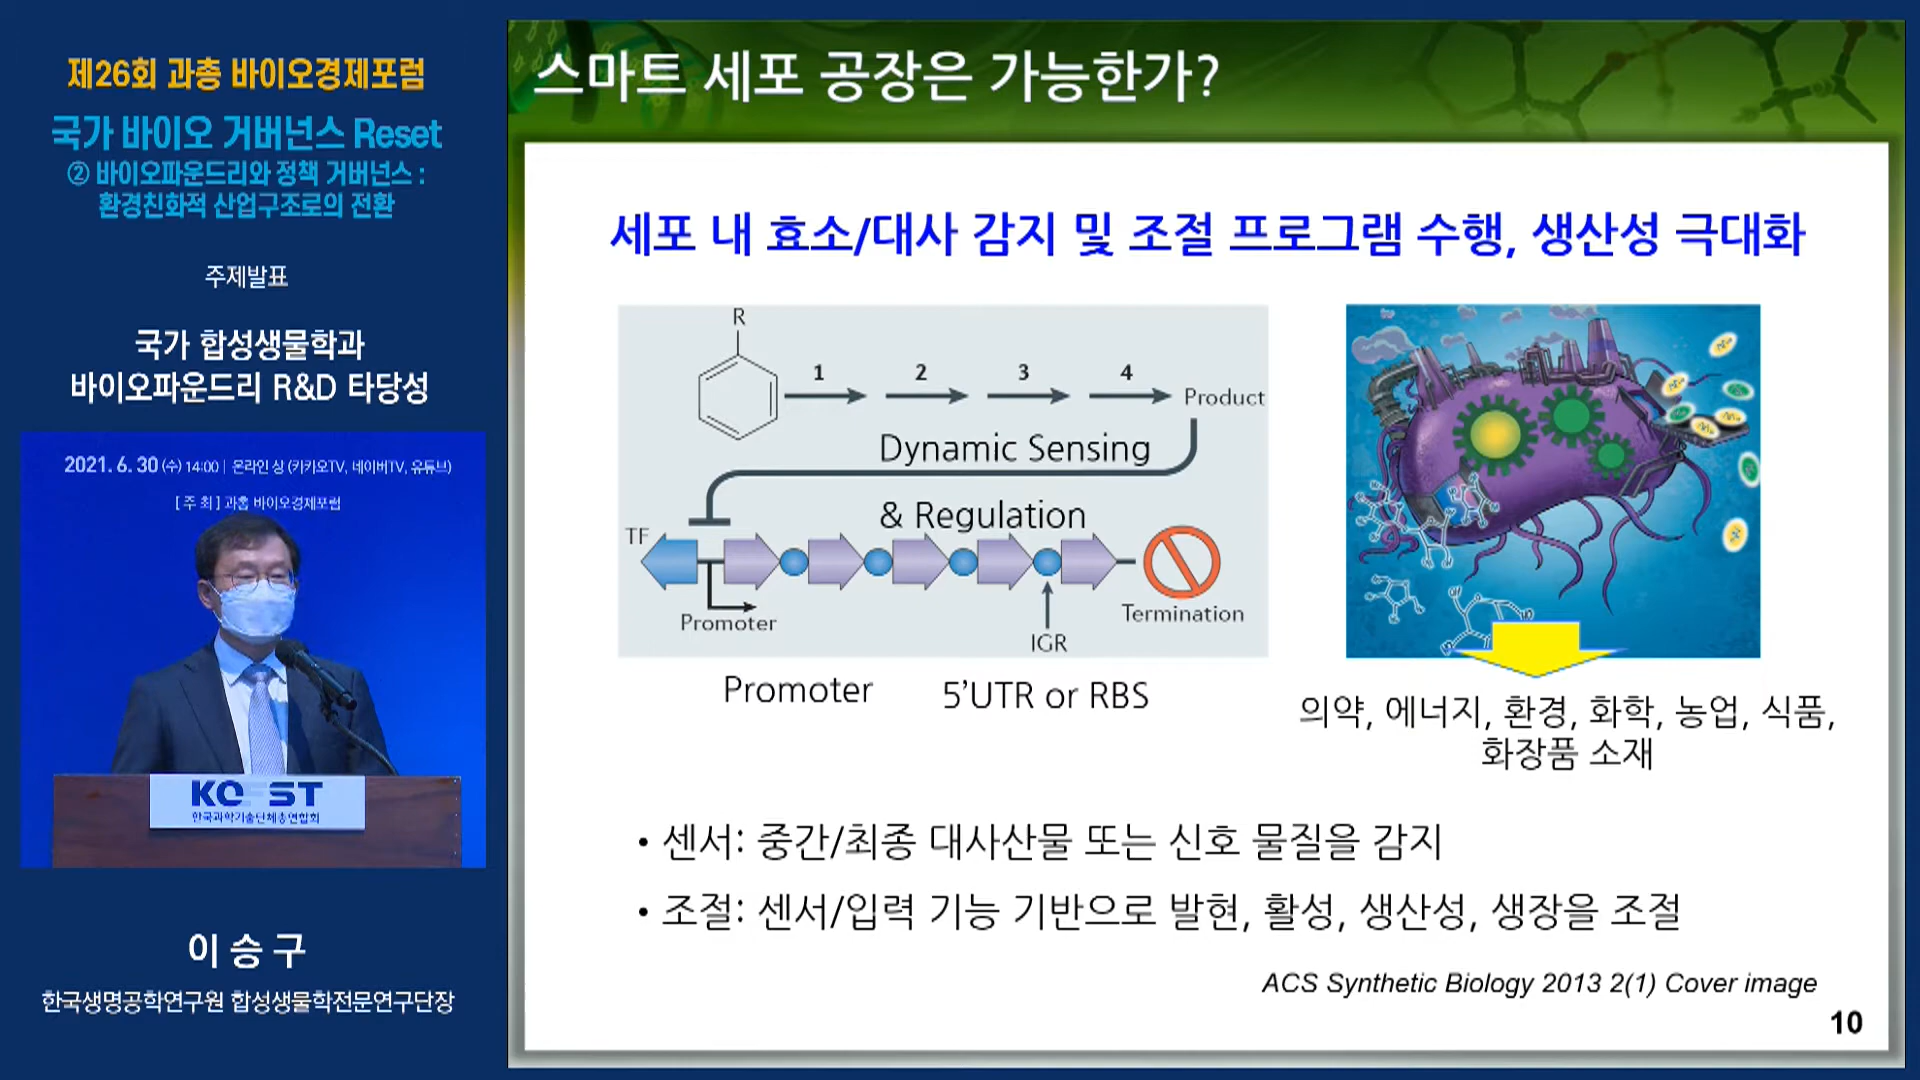 제26회 과총 바이오경제포럼
국가 바이오 거버넌스 Reset
② 바이오파운드리와 정책 거버넌스 :
환경친화적 산업구조로의 전환
주제발표
국가 합성생물학과
바이오파운드리 R&D 타당성
2021. 6. 30 (수) 14:00 | 온라인 상 (카카오TV, 네이버TV, 유튜브)
[ 주 최 ] 과총 바이오경제포럼
한국과학기술단체총연합회
이 승 구
한국생명공학연구원 합성생물학전문연구단장
스마트 세포 공장은 가능한가?
세포 내 효소/대사 감지 및 조절 프로그램 수행, 생산성 극대화
R
1 2 3 4
Product
Dynamic Sensing
& Regulation
TF
Promoter
IGR
Termination
Promoter 5'UTR or RBS
의약, 에너지, 환경, 화학, 농업, 식품,
화장품 소재
• 센서: 중간/최종 대사산물 또는 신호 물질을 감지
• 조절: 센서/입력 기능 기반으로 발현, 활성, 생산성, 생장을 조절
ACS Synthetic Biology 2013 2(1) Cover image
10